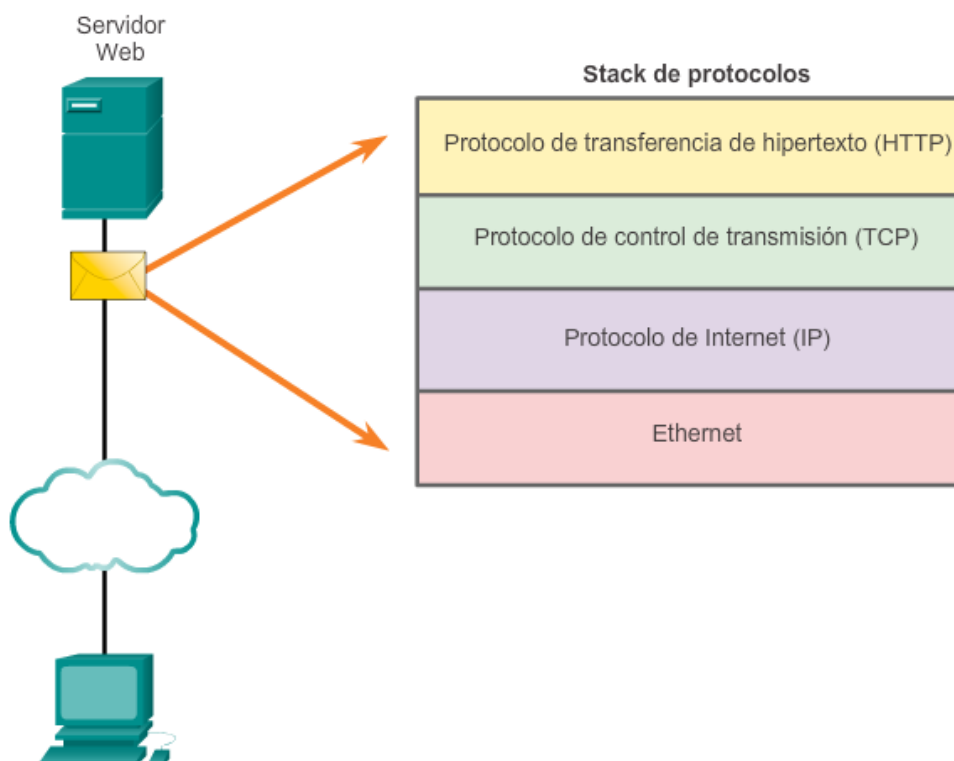 Servidor
Web
Stack de protocolos
Protocolo de transferencia de hipertexto (HTTP)
Protocolo de control de transmisión (TCP)
Protocolo de Internet (IP)
Ethernet